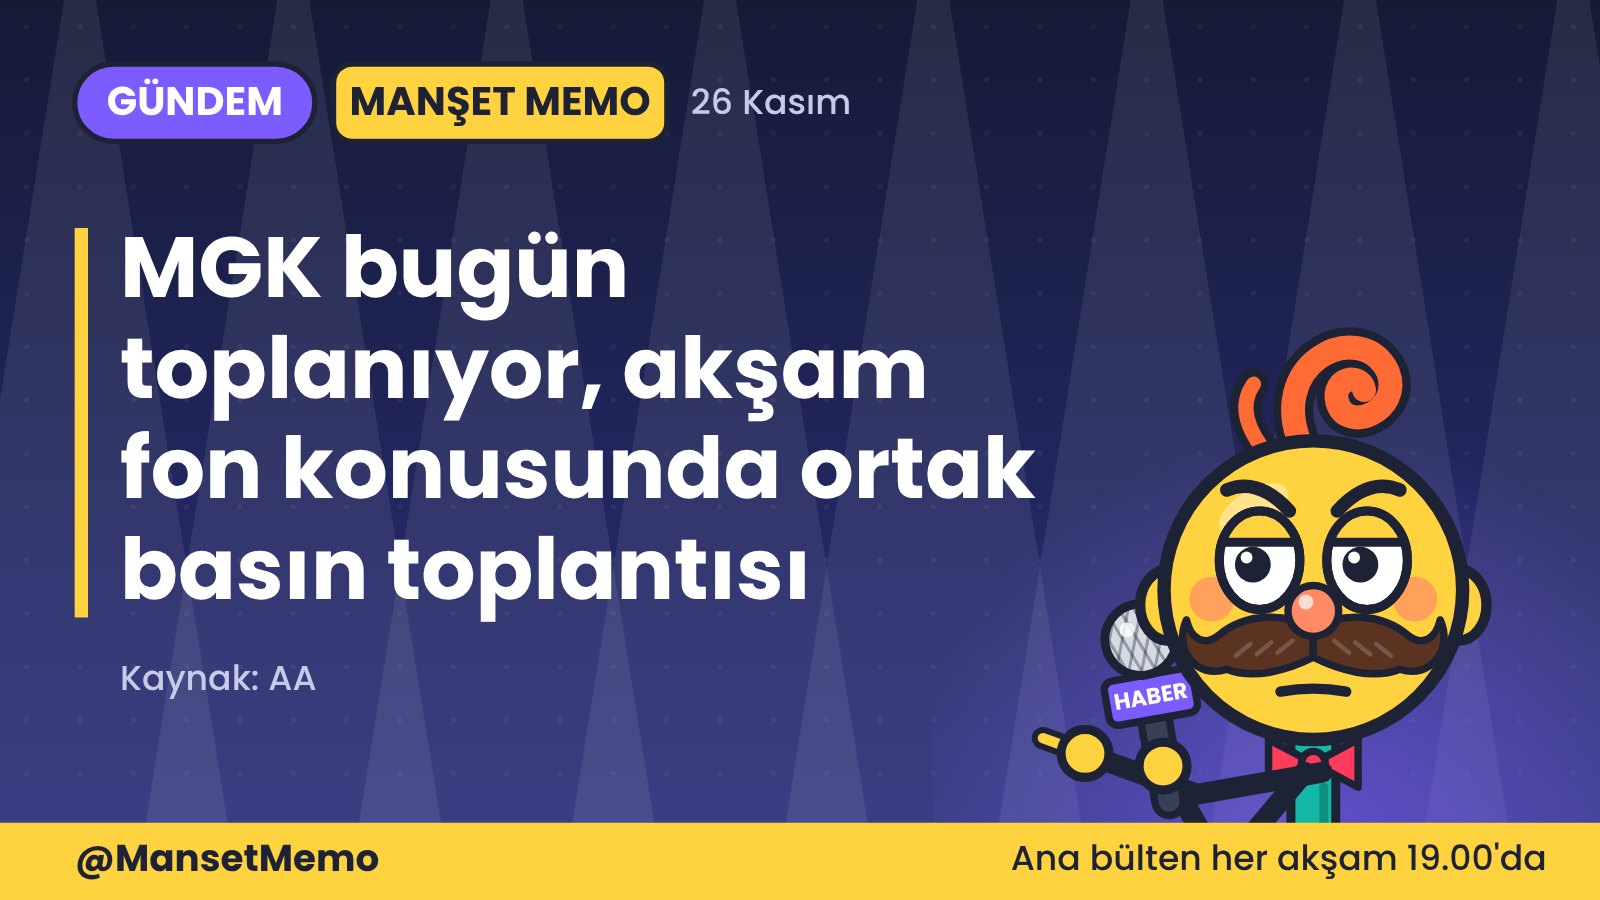 GÜNDEM MANŞET MEMO 26 Kasım
MGK bugün
toplanıyor, akşam
fon konusunda ortak
basın toplantısı
Kaynak: AA
HABER
@MansetMemo Ana bülten her akşam 19.00'da